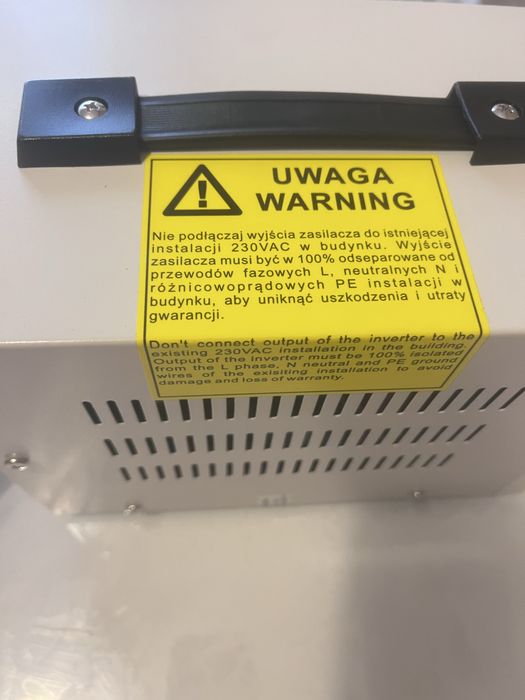 UWAGA
WARNING
Nie podłączaj wyjścia zasilacza do istniejącej
instalacji 230VAC w budynku. Wyjście
zasilacza musi być w 100% odseparowane od
przewodów fazowych L, neutralnych N i
różnicowoprądowych PE instalacji w
budynku, aby uniknąć uszkodzenia i utraty
gwarancji.
Don't connect output of the inverter to the
existing 230VAC installation in the building.
Output of the inverter must be 100% isolated
from the L phase, N neutral and PE ground
wires of the exisiting installation to avoid
damage and loss of warranty.